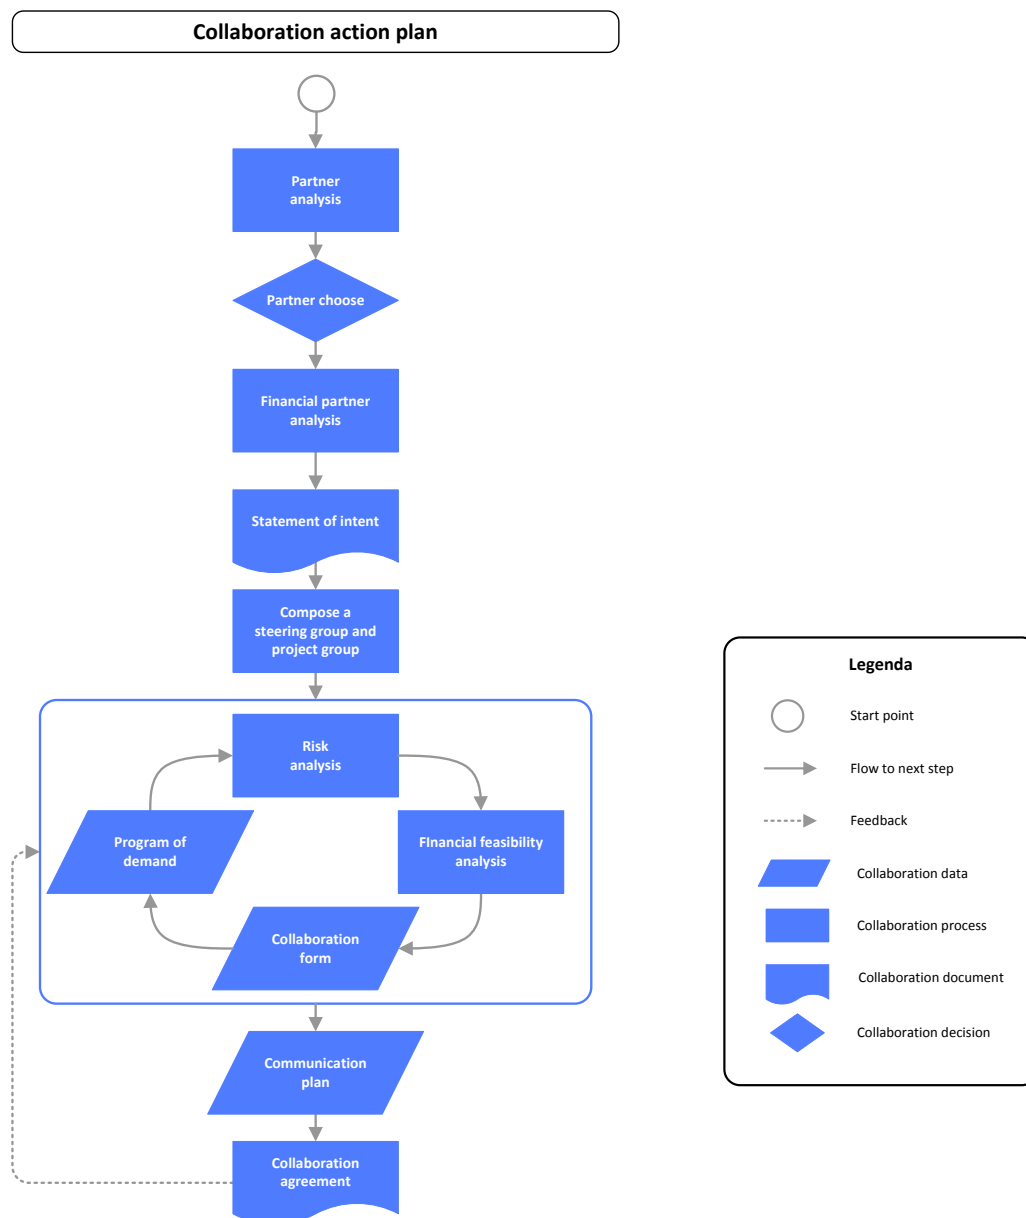 Collaboration action plan
Partner
analysis
Partner choose
Financial partner
analysis
Statement of intent
Compose a
steering group and
project group
Risk
analysis
Program of
demand
FInancial feasibility
analysis
Collaboration
form
Communication
plan
Collaboration
agreement
Legenda
Start point
Flow to next step
Feedback
Collaboration data
Collaboration process
Collaboration document
Collaboration decision